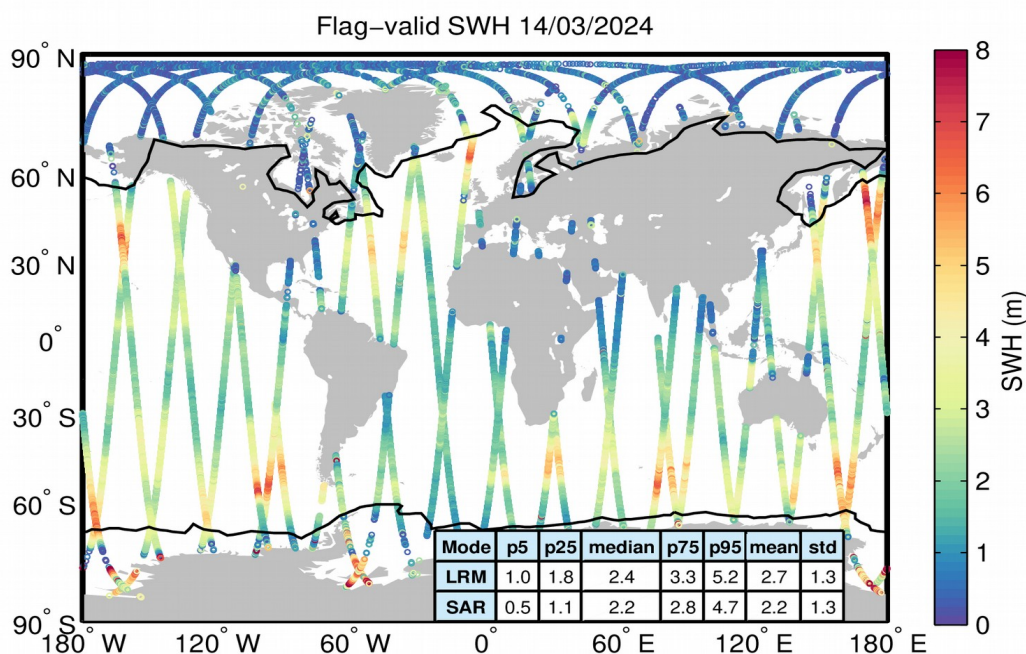 Flag−valid SWH 14/03/2024
90° N
60° N
30° N
0°
30° S
60° S
90° S
180° W
120° W
60° W
0°
60° E
120° E
180° E
8
7
6
5
4
3
2
1
0
SWH (m)
Mode p5 p25 median p75 p95 mean std
LRM 1.0 1.8 2.4 3.3 5.2 2.7 1.3
SAR 0.5 1.1 2.2 2.8 4.7 2.2 1.3